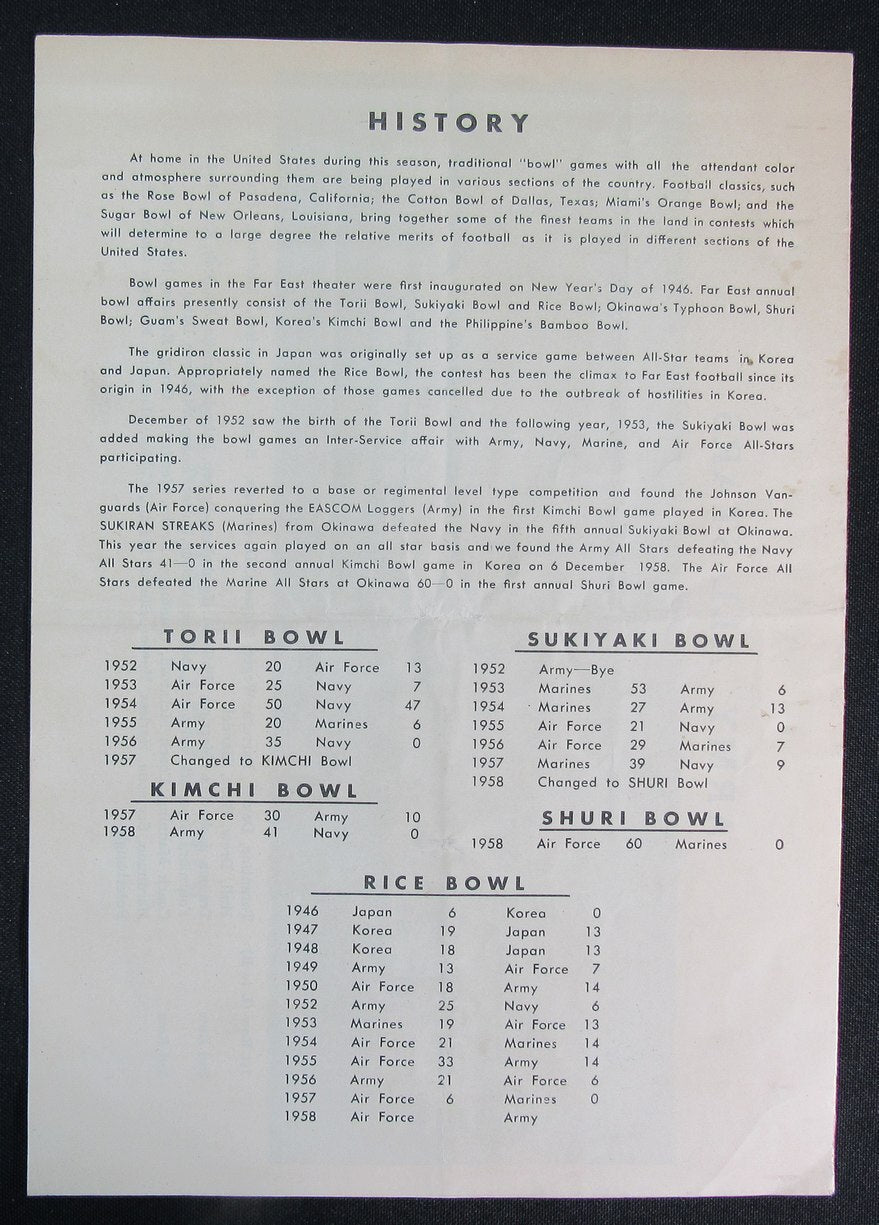 HISTORY
At home in the United States during this season, traditional "bowl" games with all the attendant color
and atmosphere surrounding them are being played in various sections of the country. Football classics, such
as the Rose Bowl of Pasadena, California; the Cotton Bowl of Dallas, Texas; Miami's Orange Bowl; and the
Sugar Bowl of New Orleans, Louisiana, bring together some of the finest teams in the land in contests which
will determine to a large degree the relative merits of football as it is played in different sections of the
United States.
Bowl games in the Far East theater were first inaugurated on New Year's Day of 1946. Far East annual
bowl affairs presently consist of the Torii Bowl, Sukiyaki Bowl and Rice Bowl; Okinawa's Typhoon Bowl, Shuri
Bowl; Guam's Sweat Bowl, Korea's Kimchi Bowl and the Philippine's Bamboo Bowl.
The gridiron classic in Japan was originally set up as a service game between All-Star teams in Korea
and Japan. Appropriately named the Rice Bowl, the contest has been the climax to Far East football since its
origin in 1946, with the exception of those games cancelled due to the outbreak of hostilities in Korea.
December of 1952 saw the birth of the Torii Bowl and the following year, 1953, the Sukiyaki Bowl was
added making the bowl games an Inter-Service affair with Army, Navy, Marine, and Air Force All-Stars
participating.
The 1957 series reverted to a base or regimental level type competition and found the Johnson Van-
guards (Air Force) conquering the EASCOM Loggers (Army) in the first Kimchi Bowl game played in Korea. The
SUKIRAN STREAKS (Marines) from Okinawa defeated the Navy in the fifth annual Sukiyaki Bowl at Okinawa.
This year the services again played on an all star basis and we found the Army All Stars defeating the Navy
All Stars 41—0 in the second annual Kimchi Bowl game in Korea on 6 December 1958. The Air Force All
Stars defeated the Marine All Stars at Okinawa 60—0 in the first annual Shuri Bowl game.
TORII BOWL
1952 Navy 20 Air Force 13
1953 Air Force 25 Navy 7
1954 Air Force 50 Navy 47
1955 Army 20 Marines 6
1956 Army 35 Navy 0
1957 Changed to KIMCHI Bowl
KIMCHI BOWL
1957 Air Force 30 Army 10
1958 Army 41 Navy 0
SUKIYAKI BOWL
1952 Army—Bye
1953 Marines 53 Army 6
1954 Marines 27 Army 13
1955 Air Force 21 Navy 0
1956 Air Force 29 Marines 7
1957 Marines 39 Navy 9
1958 Changed to SHURI Bowl
SHURI BOWL
1958 Air Force 60 Marines 0
RICE BOWL
1946 Japan 6 Korea 0
1947 Korea 19 Japan 13
1948 Korea 18 Japan 13
1949 Army 13 Air Force 7
1950 Air Force 18 Army 14
1952 Army 25 Navy 6
1953 Marines 19 Air Force 13
1954 Air Force 21 Marines 14
1955 Air Force 33 Army 14
1956 Army 21 Air Force 6
1957 Air Force 6 Marines 0
1958 Air Force Army